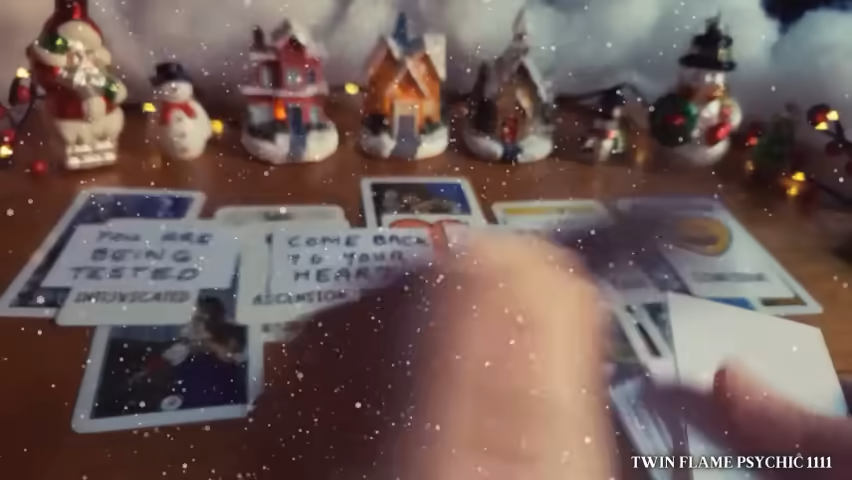 YOU ARE
BEING
TESTED
INTOXICATED
COME BACK
TO YOUR
HEART
ASCENSION
TWIN FLAME PSYCHIC 1111